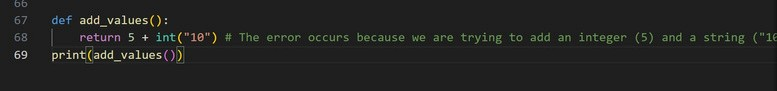 66
67 def add_values():
68     return 5 + int("10") # The error occurs because we are trying to add an integer (5) and a string ("10
69 print(add_values())